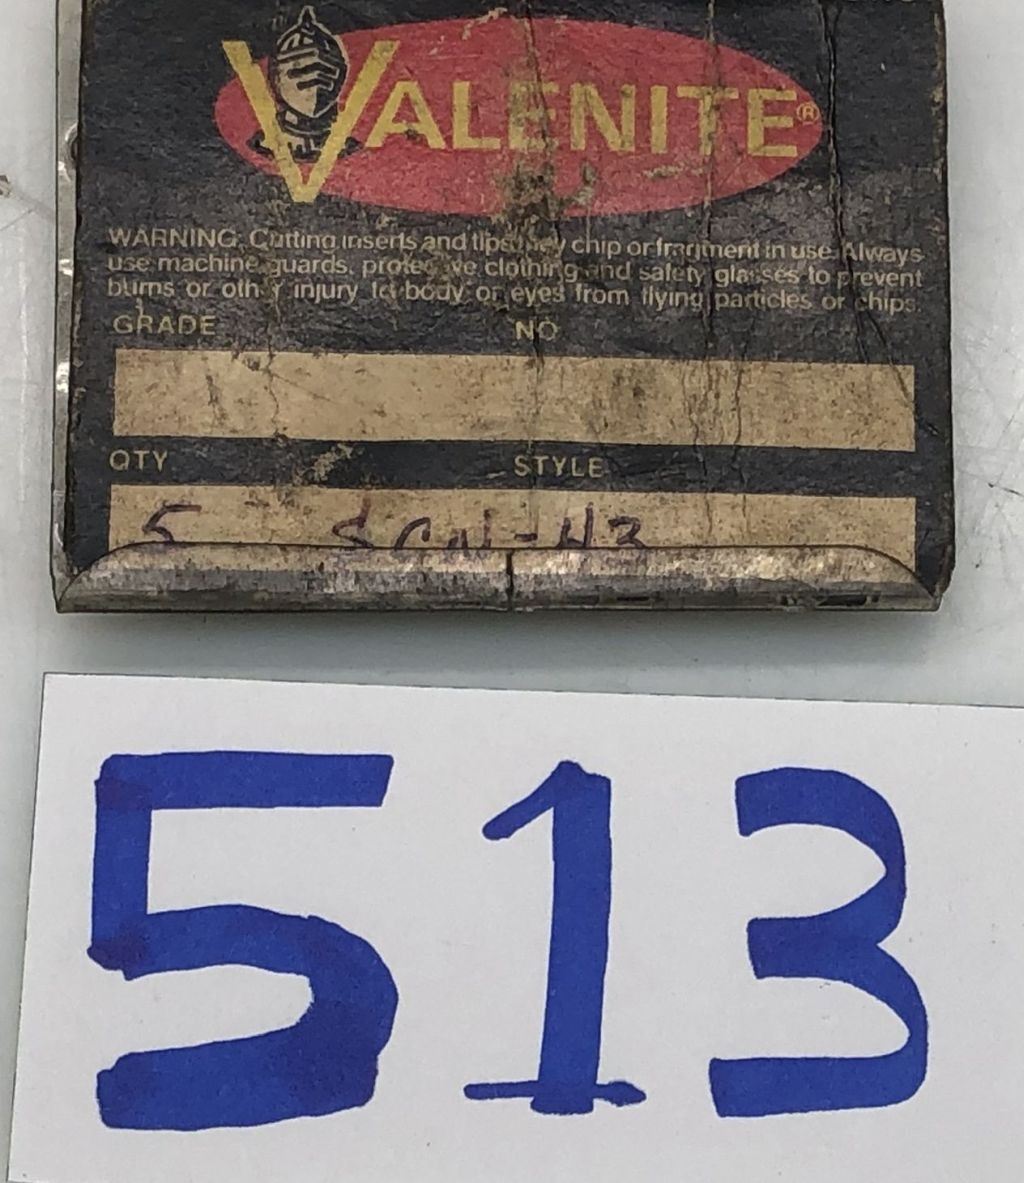 VALENITE®
WARNING. Cutting inserts and tips may chip or fragment in use. Always
use machine guards, protective clothing and safety glasses to prevent
burns or other injury to body or eyes from flying particles or chips.
GRADE NO
QTY STYLE
5 SCN-43
513